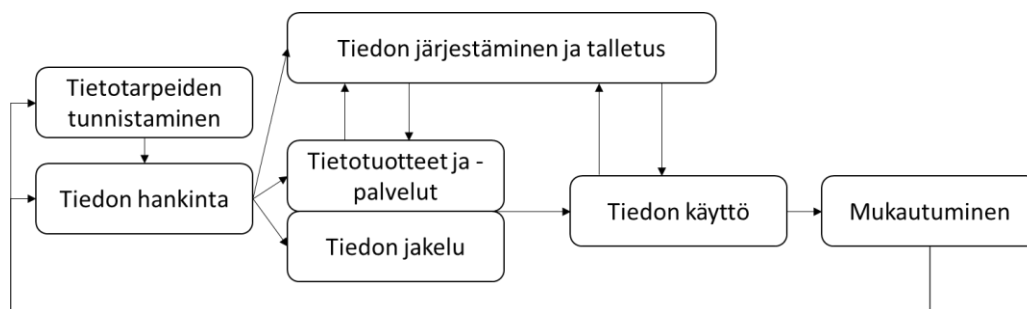 Tiedon järjestäminen ja talletus
Tietotarpeiden
tunnistaminen
Tiedon hankinta
Tietotuotteet ja -
palvelut
Tiedon jakelu
Tiedon käyttö
Mukautuminen